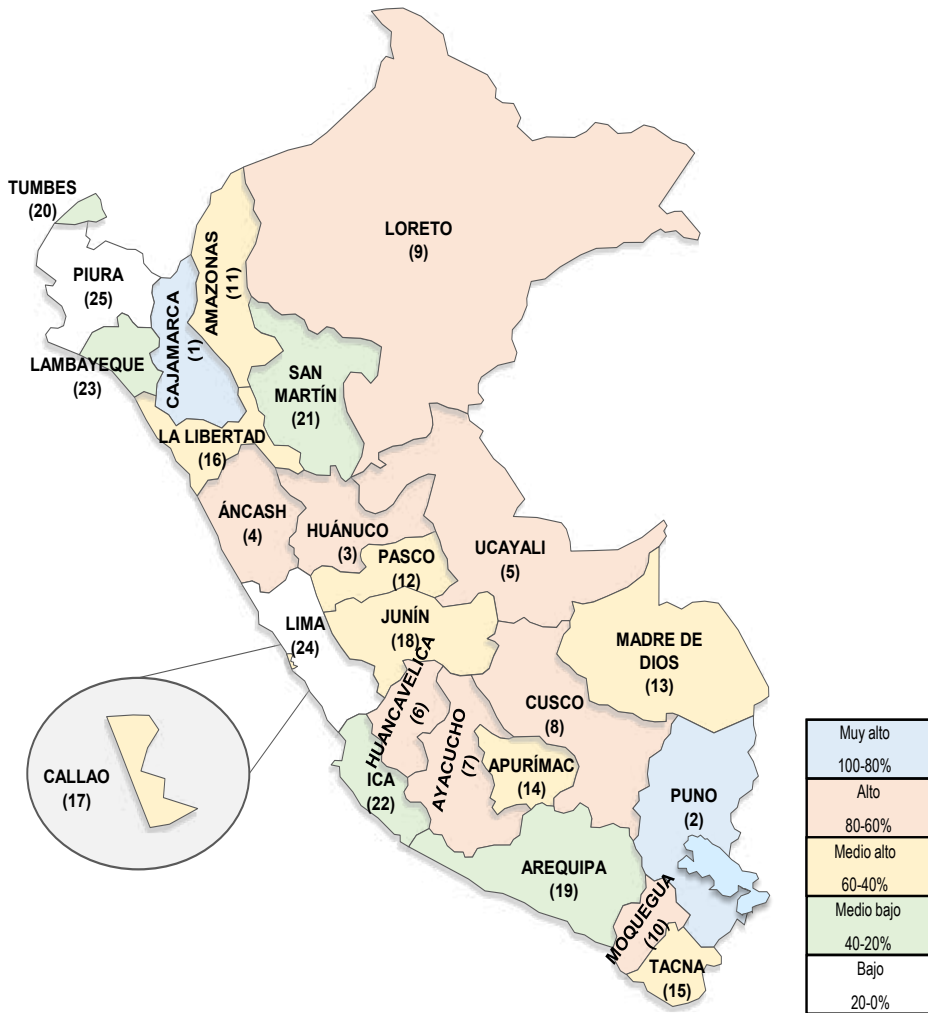 TUMBES
(20)
LORETO
(9)
AMAZONAS
(11)
PIURA
(25)
CAJAMARCA
(1)
LAMBAYEQUE
(23)
SAN
MARTÍN
(21)
LA LIBERTAD
(16)
ÁNCASH
(4)
HUÁNUCO
(3)
UCAYALI
(5)
PASCO
(12)
LIMA
(24)
JUNÍN
(18)
MADRE DE
DIOS
(13)
HUANCAVELICA
(6)
CUSCO
(8)
CALLAO
(17)
ICA
(22)
AYACUCHO
(7)
APURÍMAC
(14)
PUNO
(2)
AREQUIPA
(19)
MOQUEGUA
(10)
TACNA
(15)
Muy alto
100-80%
Alto
80-60%
Medio alto
60-40%
Medio bajo
40-20%
Bajo
20-0%